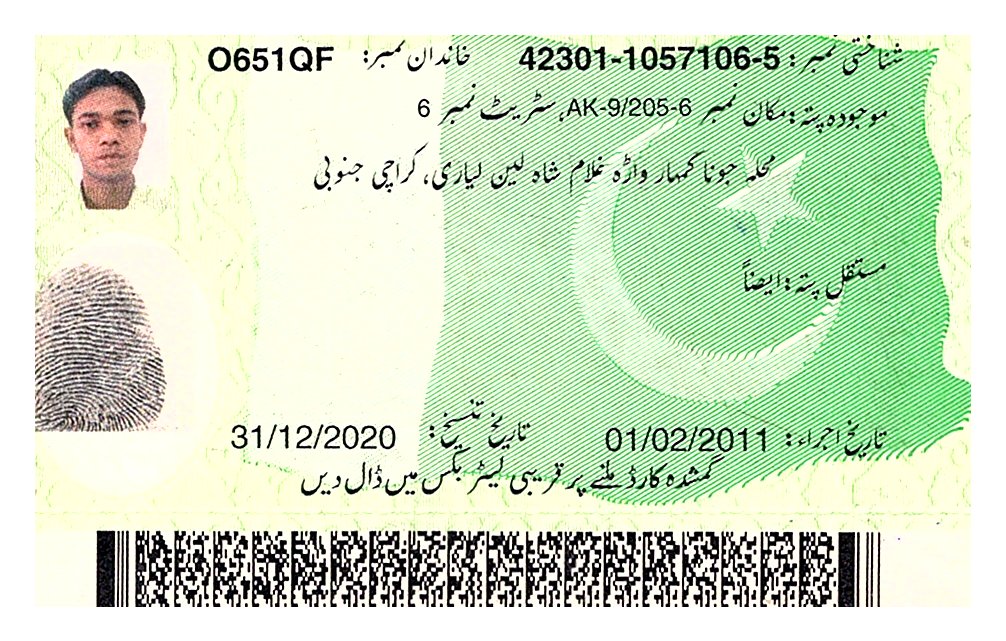 شناختی نمبر: 42301-1057106-5 خاندان نمبر: O651QF
موجودہ پتہ: مکان نمبر AK-9/205-6، سٹریٹ نمبر 6
محلہ جونا کمہار واڑہ غلام شاہ لین لیاری، کراچی جنوبی
مستقل پتہ: ایضاً
تاریخ اجراء: 01/02/2011 تاریخ تنسیخ: 31/12/2020
گمشدہ کارڈ ملنے پر قریبی لیٹر بکس میں ڈال دیں